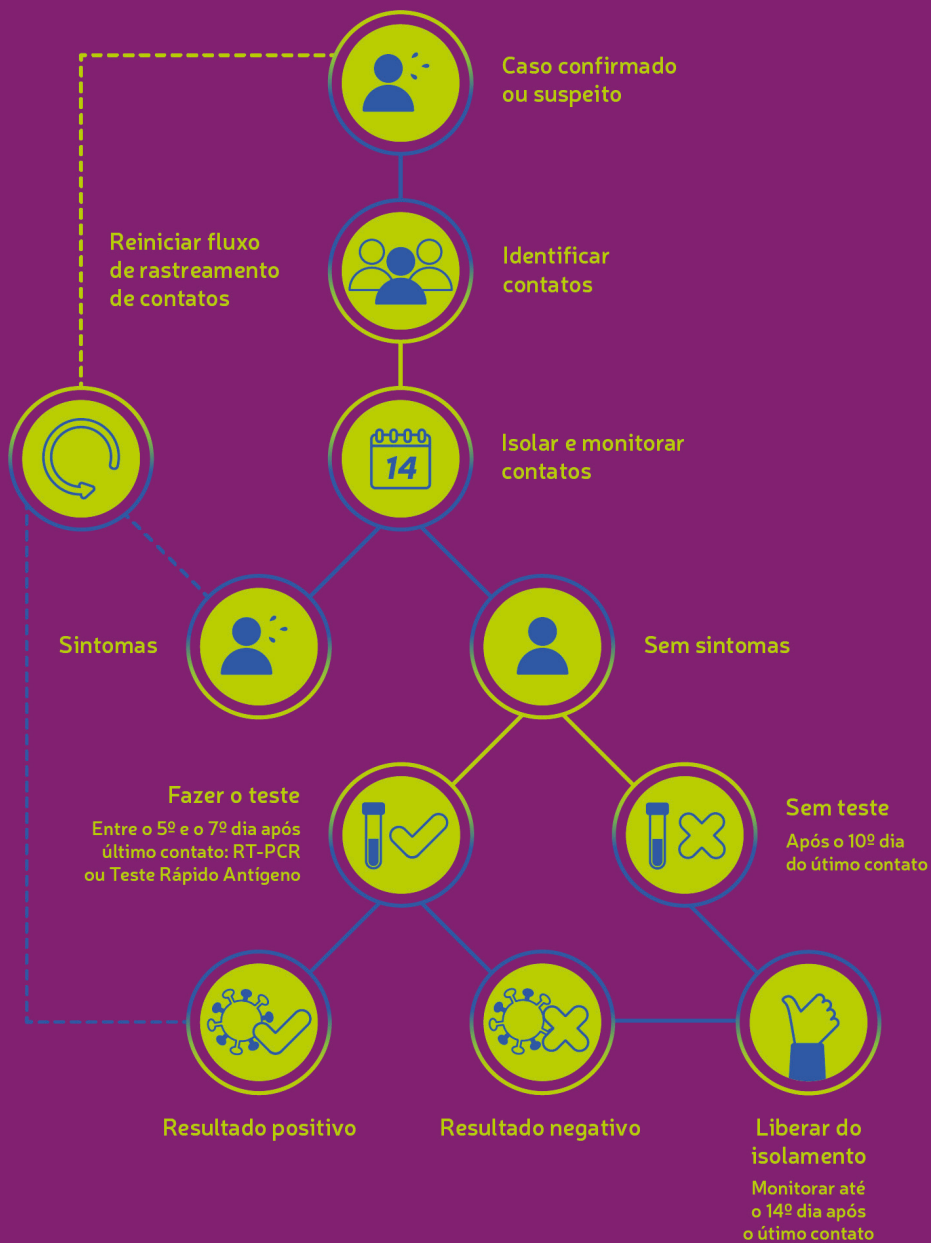 Caso confirmado
ou suspeito
Identificar
contatos
Reiniciar fluxo
de rastreamento
de contatos
14
Isolar e monitorar
contatos
Sintomas
Sem sintomas
Fazer o teste
Entre o 5º e o 7º dia após
último contato: RT-PCR
ou Teste Rápido Antígeno
Sem teste
Após o 10º dia
do útimo contato
Resultado positivo
Resultado negativo
Liberar do
isolamento
Monitorar até
o 14º dia após
o útimo contato